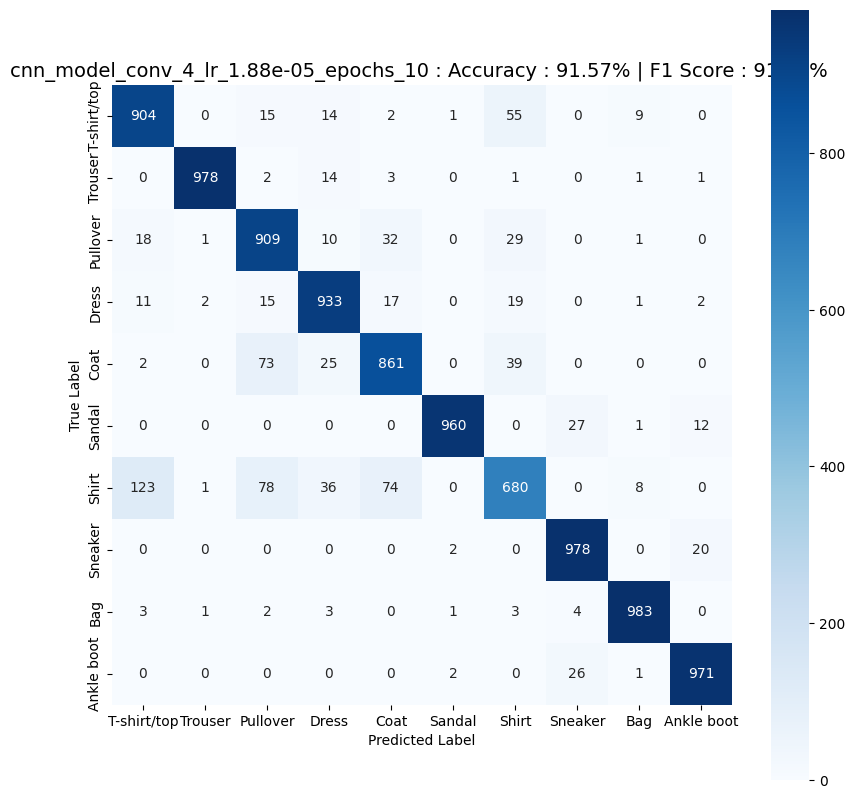 cnn_model_conv_4_lr_1.88e-05_epochs_10 : Accuracy : 91.57% | F1 Score : 91 %
T-shirt/top 904 0 15 14 2 1 55 0 9 0
Trouser 0 978 2 14 3 0 1 0 1 1
Pullover 18 1 909 10 32 0 29 0 1 0
Dress 11 2 15 933 17 0 19 0 1 2
Coat 2 0 73 25 861 0 39 0 0 0
Sandal 0 0 0 0 0 960 0 27 1 12
Shirt 123 1 78 36 74 0 680 0 8 0
Sneaker 0 0 0 0 0 2 0 978 0 20
Bag 3 1 2 3 0 1 3 4 983 0
Ankle boot 0 0 0 0 0 2 0 26 1 971
T-shirt/top Trouser Pullover Dress Coat Sandal Shirt Sneaker Bag Ankle boot
Predicted Label
True Label
800
600
400
200
0